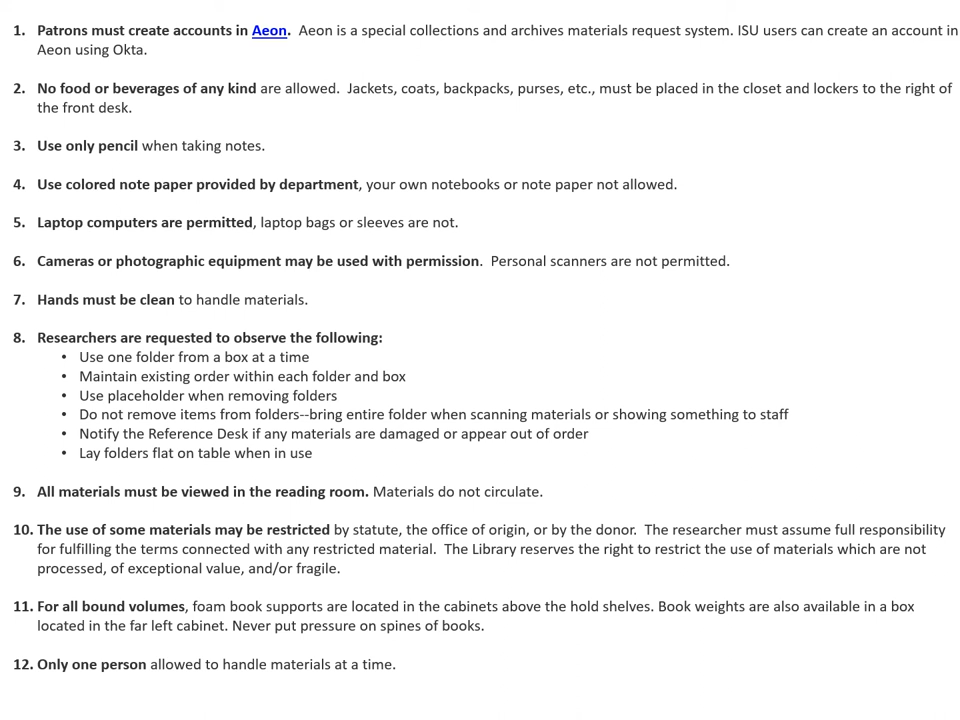 1. Patrons must create accounts in Aeon. Aeon is a special collections and archives materials request system. ISU users can create an account in
Aeon using Okta.
2. No food or beverages of any kind are allowed. Jackets, coats, backpacks, purses, etc., must be placed in the closet and lockers to the right of
the front desk.
3. Use only pencil when taking notes.
4. Use colored note paper provided by department, your own notebooks or note paper not allowed.
5. Laptop computers are permitted, laptop bags or sleeves are not.
6. Cameras or photographic equipment may be used with permission. Personal scanners are not permitted.
7. Hands must be clean to handle materials.
8. Researchers are requested to observe the following:
• Use one folder from a box at a time
• Maintain existing order within each folder and box
• Use placeholder when removing folders
• Do not remove items from folders--bring entire folder when scanning materials or showing something to staff
• Notify the Reference Desk if any materials are damaged or appear out of order
• Lay folders flat on table when in use
9. All materials must be viewed in the reading room. Materials do not circulate.
10. The use of some materials may be restricted by statute, the office of origin, or by the donor. The researcher must assume full responsibility
for fulfilling the terms connected with any restricted material. The Library reserves the right to restrict the use of materials which are not
processed, of exceptional value, and/or fragile.
11. For all bound volumes, foam book supports are located in the cabinets above the hold shelves. Book weights are also available in a box
located in the far left cabinet. Never put pressure on spines of books.
12. Only one person allowed to handle materials at a time.